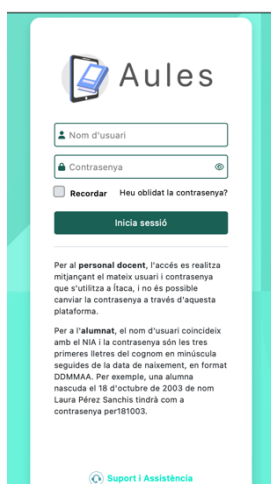 Aules
Nom d'usuari
Contrasenya
Recordar Heu oblidat la contrasenya?
Inicia sessió
Per al personal docent, l'accés es realitza
mitjançant el mateix usuari i contrasenya
que s'utilitza a Ítaca, i no és possible
canviar la contrasenya a través d'aquesta
plataforma.
Per a l'alumnat, el nom d'usuari coincideix
amb el NIA i la contrasenya són les tres
primeres lletres del cognom en minúscula
seguides de la data de naixement, en format
DDMMAA. Per exemple, una alumna
nascuda el 18 d'octubre de 2003 de nom
Laura Pérez Sanchis tindrà com a
contrasenya per181003.
Suport i Assistència